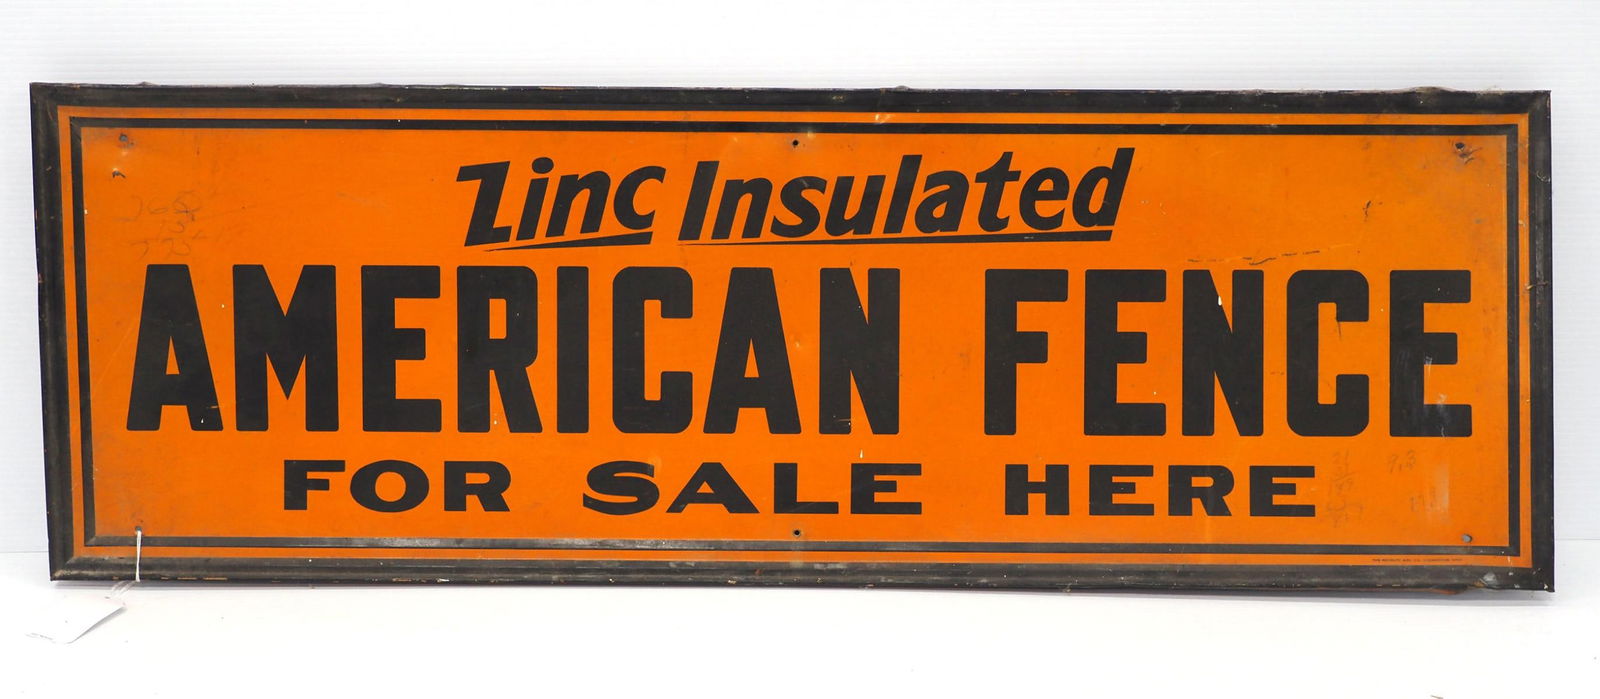 Zinc Insulated
AMERICAN FENCE
FOR SALE HERE